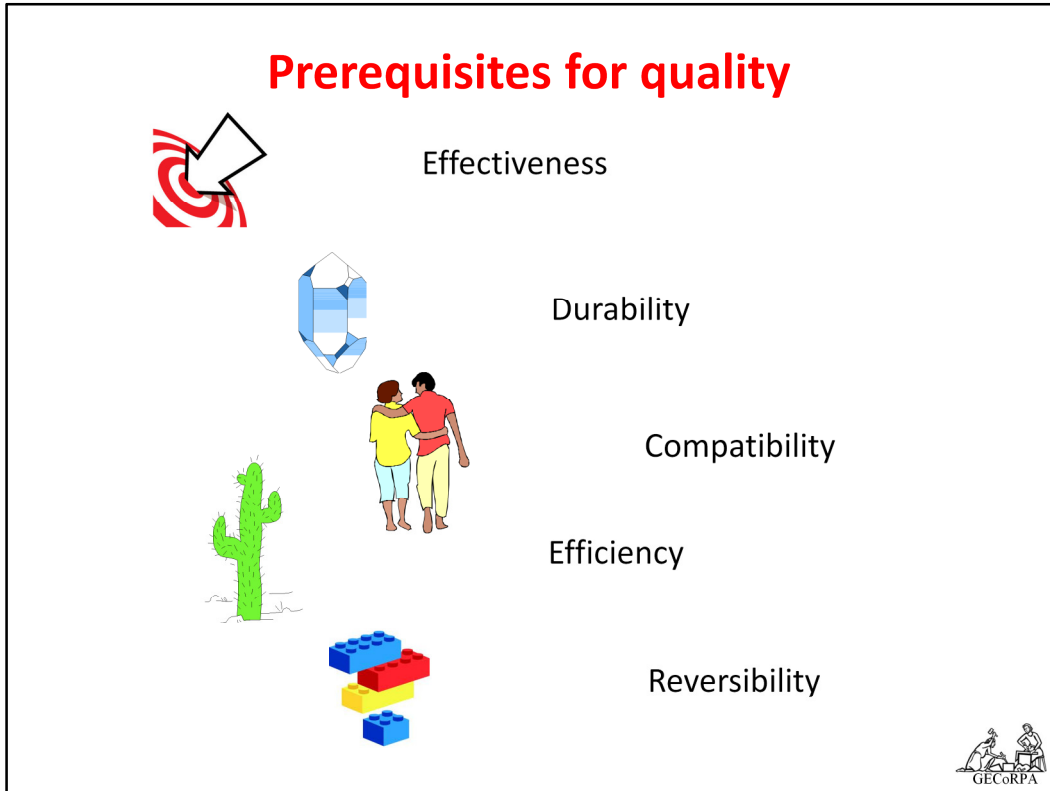 Prerequisites for quality
Effectiveness
Durability
Compatibility
Efficiency
Reversibility
GECoRPA